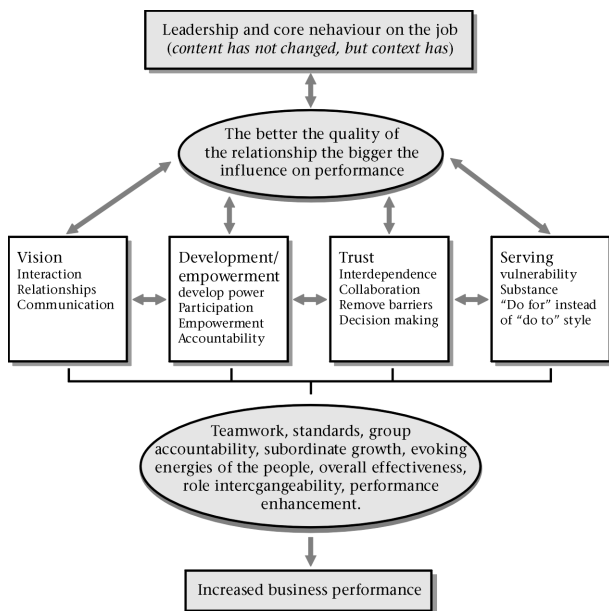 Leadership and core nehaviour on the job
(content has not changed, but context has)
The better the quality of
the relationship the bigger the
influence on performance
Vision
Interaction
Relationships
Communication
Development/
empowerment
develop power
Participation
Empowerment
Accountability
Trust
Interdependence
Collaboration
Remove barriers
Decision making
Serving
vulnerability
Substance
“Do for” instead
of “do to” style
Teamwork, standards, group
accountability, subordinate growth, evoking
energies of the people, overall effectiveness,
role intercgangeability, performance
enhancement.
Increased business performance